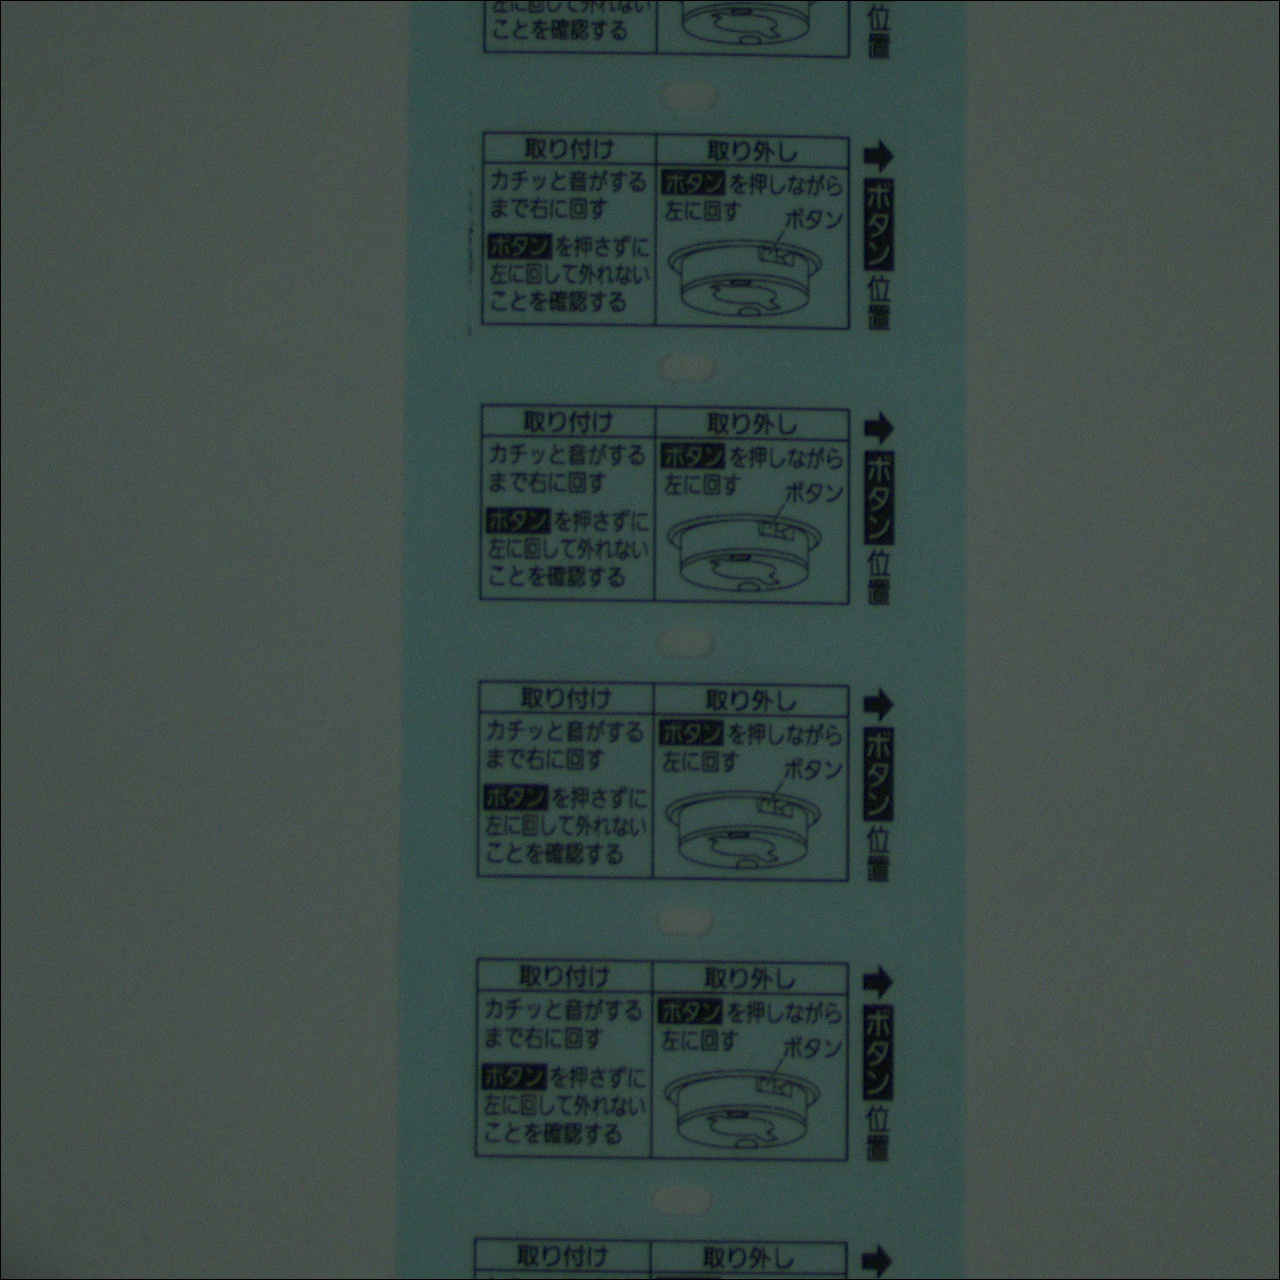 左に回して外れない
ことを確認する
位置
取り付け
取り外し
カチッと音がする
まで右に回す
ボタンを押さずに
左に回して外れない
ことを確認する
ボタンを押しながら
左に回す
ボタン
➡ボタン位置
取り付け
取り外し
カチッと音がする
まで右に回す
ボタンを押さずに
左に回して外れない
ことを確認する
ボタンを押しながら
左に回す
ボタン
➡ボタン位置
取り付け
取り外し
カチッと音がする
まで右に回す
ボタンを押さずに
左に回して外れない
ことを確認する
ボタンを押しながら
左に回す
ボタン
➡ボタン位置
取り付け
取り外し
カチッと音がする
まで右に回す
ボタンを押さずに
左に回して外れない
ことを確認する
ボタンを押しながら
左に回す
ボタン
➡ボタン位置
取り付け
取り外し
➡